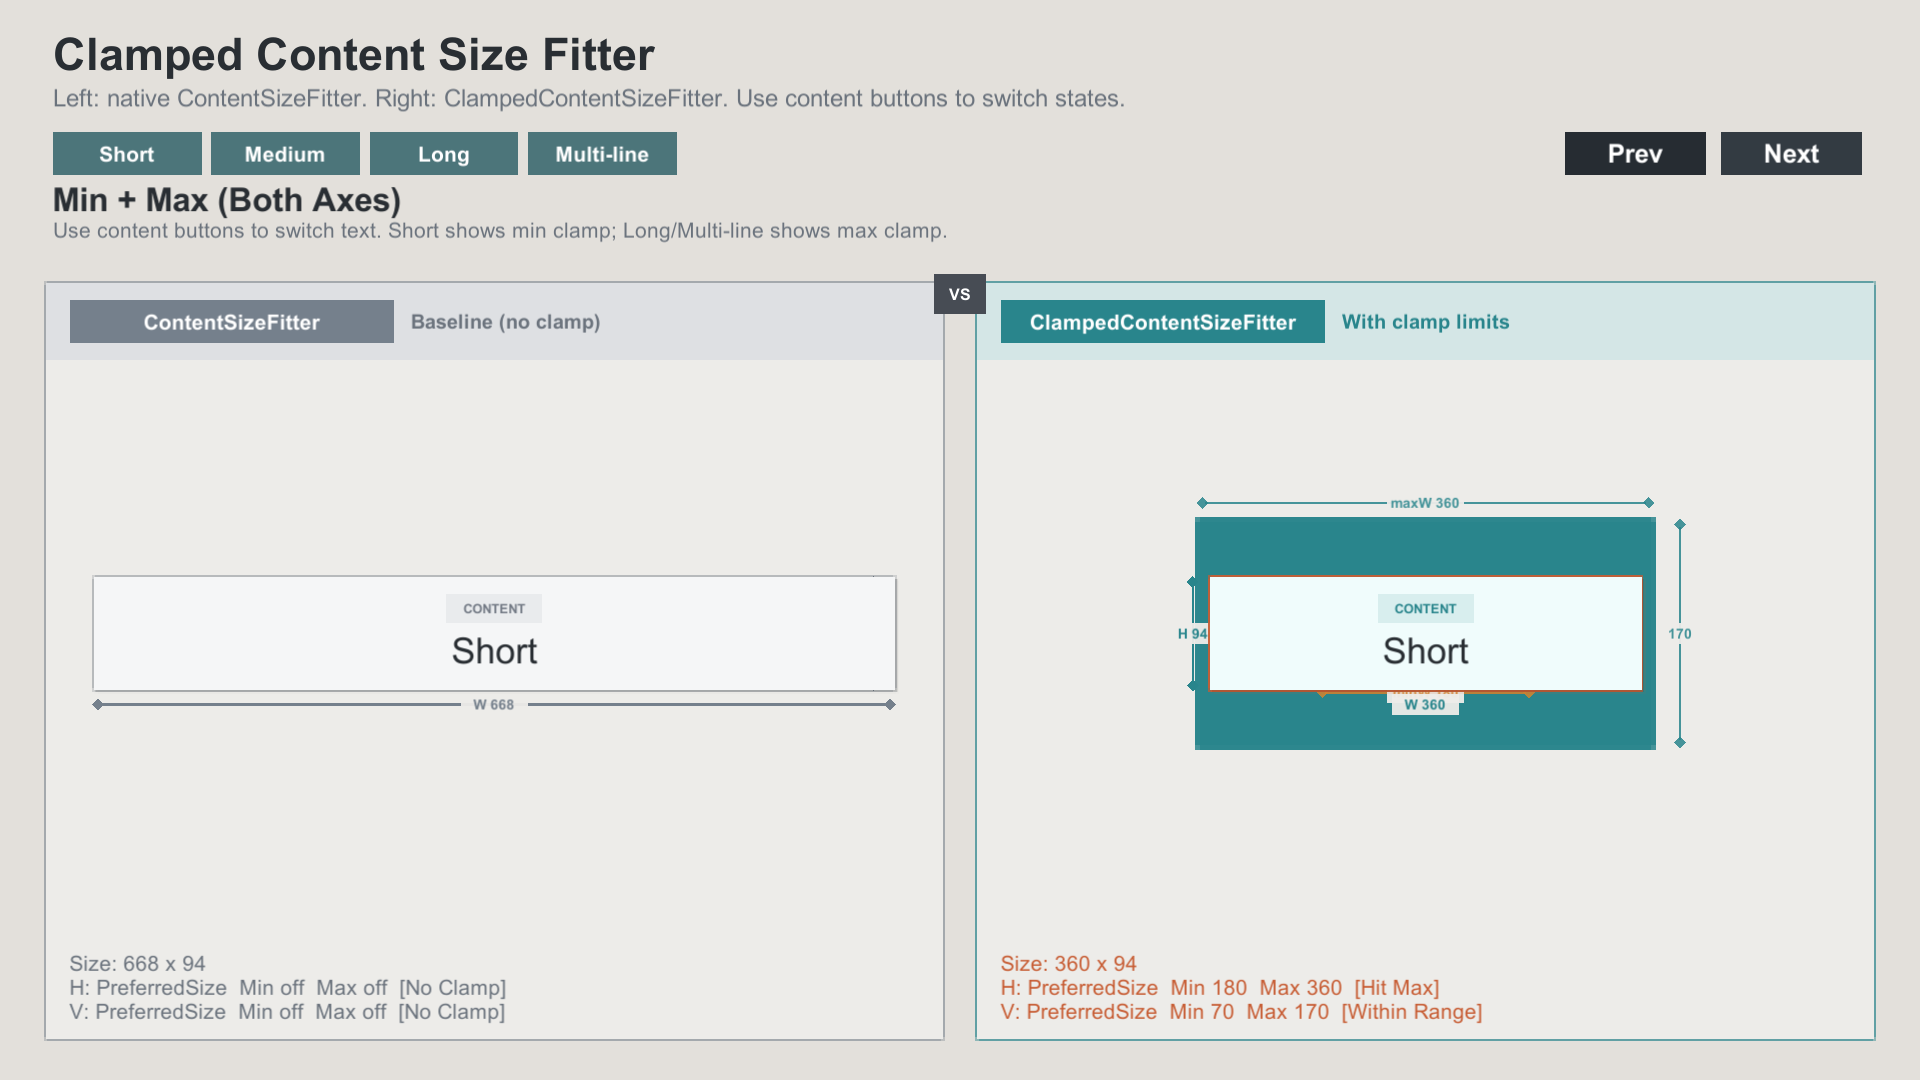 Clamped Content Size Fitter
Left: native ContentSizeFitter. Right: ClampedContentSizeFitter. Use content buttons to switch states.
Short
Medium
Long
Multi-line
Prev
Next
Min + Max (Both Axes)
Use content buttons to switch text. Short shows min clamp; Long/Multi-line shows max clamp.
VS
ContentSizeFitter
Baseline (no clamp)
CONTENT
Short
W 668
Size: 668 x 94
H: PreferredSize Min off Max off [No Clamp]
V: PreferredSize Min off Max off [No Clamp]
ClampedContentSizeFitter
With clamp limits
maxW 360
CONTENT
H 94
Short
170
W 360
Size: 360 x 94
H: PreferredSize Min 180 Max 360 [Hit Max]
V: PreferredSize Min 70 Max 170 [Within Range]